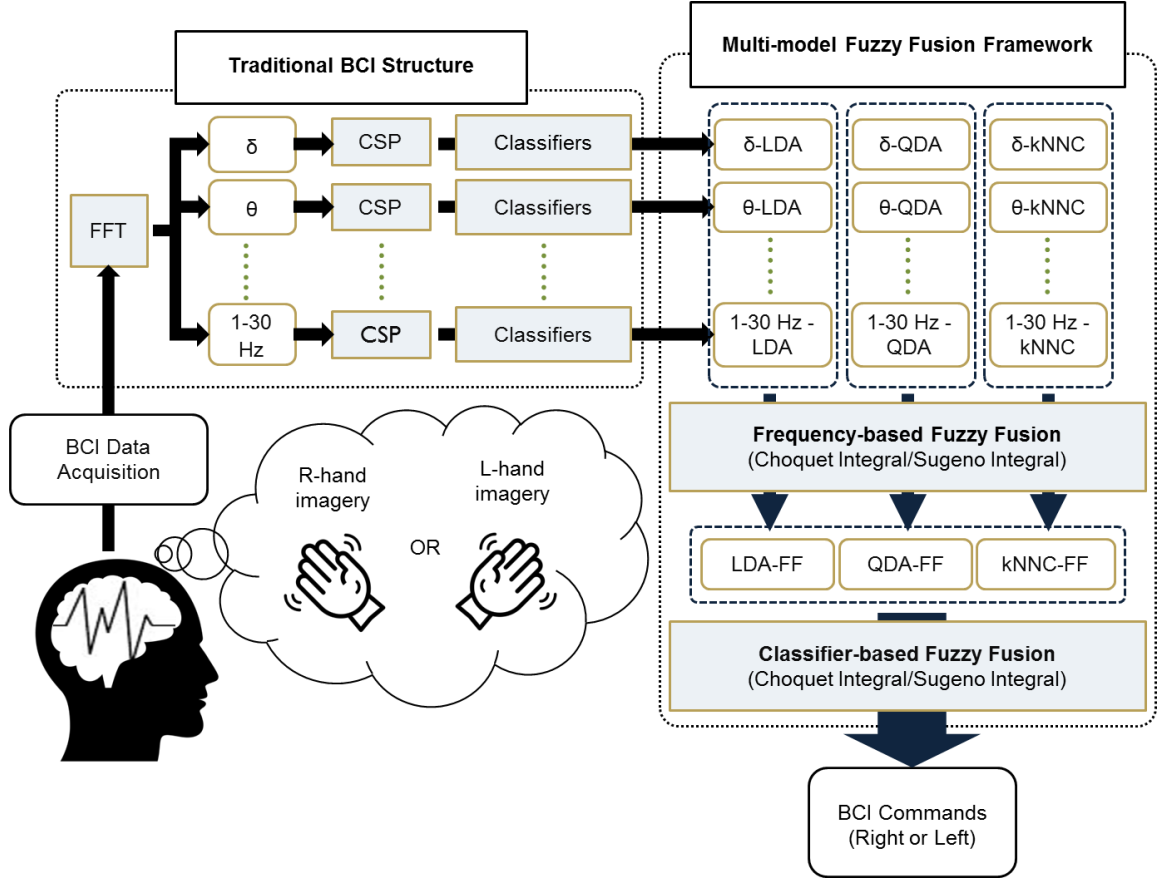 Traditional BCI Structure
Multi-model Fuzzy Fusion Framework
FFT
δ
CSP
Classifiers
θ
CSP
Classifiers
1-30
Hz
CSP
Classifiers
δ-LDA
δ-QDA
δ-kNNC
θ-LDA
θ-QDA
θ-kNNC
1-30 Hz -
LDA
1-30 Hz -
QDA
1-30 Hz -
kNNC
BCI Data
Acquisition
R-hand
imagery
OR
L-hand
imagery
Frequency-based Fuzzy Fusion
(Choquet Integral/Sugeno Integral)
LDA-FF
QDA-FF
kNNC-FF
Classifier-based Fuzzy Fusion
(Choquet Integral/Sugeno Integral)
BCI Commands
(Right or Left)